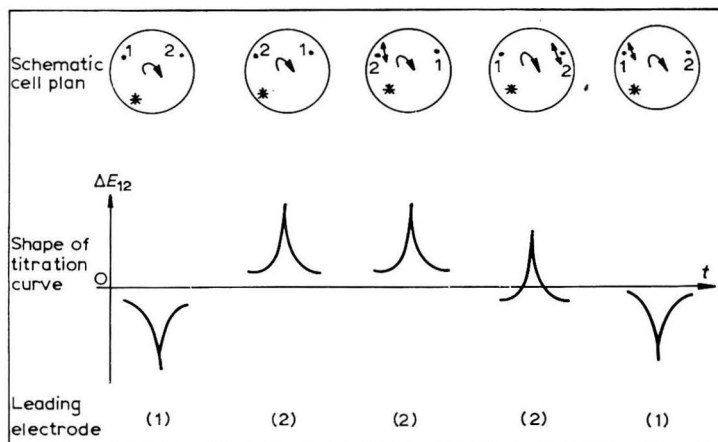 1 2 2 1 2 1 1 2 1 2
Schematic
cell plan
ΔE12
Shape of
titration
curve
O
t
Leading
electrode
(1) (2) (2) (2) (1)